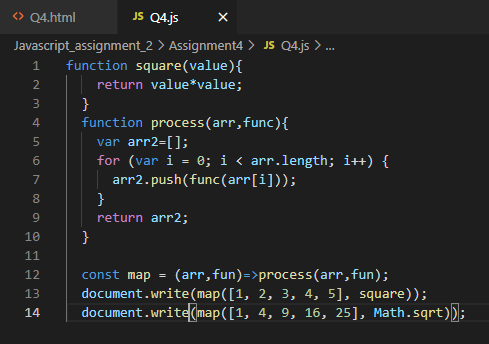 Q4.html JS Q4.js ×
Javascript_assignment_2 > Assignment4 > JS Q4.js > ...
1 function square(value){
2 return value*value;
3 }
4 function process(arr,func){
5 var arr2=[];
6 for (var i = 0; i < arr.length; i++) {
7 arr2.push(func(arr[i]));
8 }
9 return arr2;
10 }
11
12 const map = (arr,fun)=>process(arr,fun);
13 document.write(map([1, 2, 3, 4, 5], square));
14 document.write(map([1, 4, 9, 16, 25], Math.sqrt));